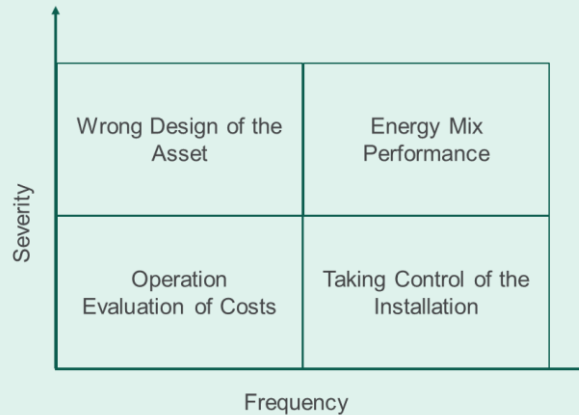 Wrong Design of the
Asset
Energy Mix
Performance
Severity
Operation
Evaluation of Costs
Taking Control of the
Installation
Frequency